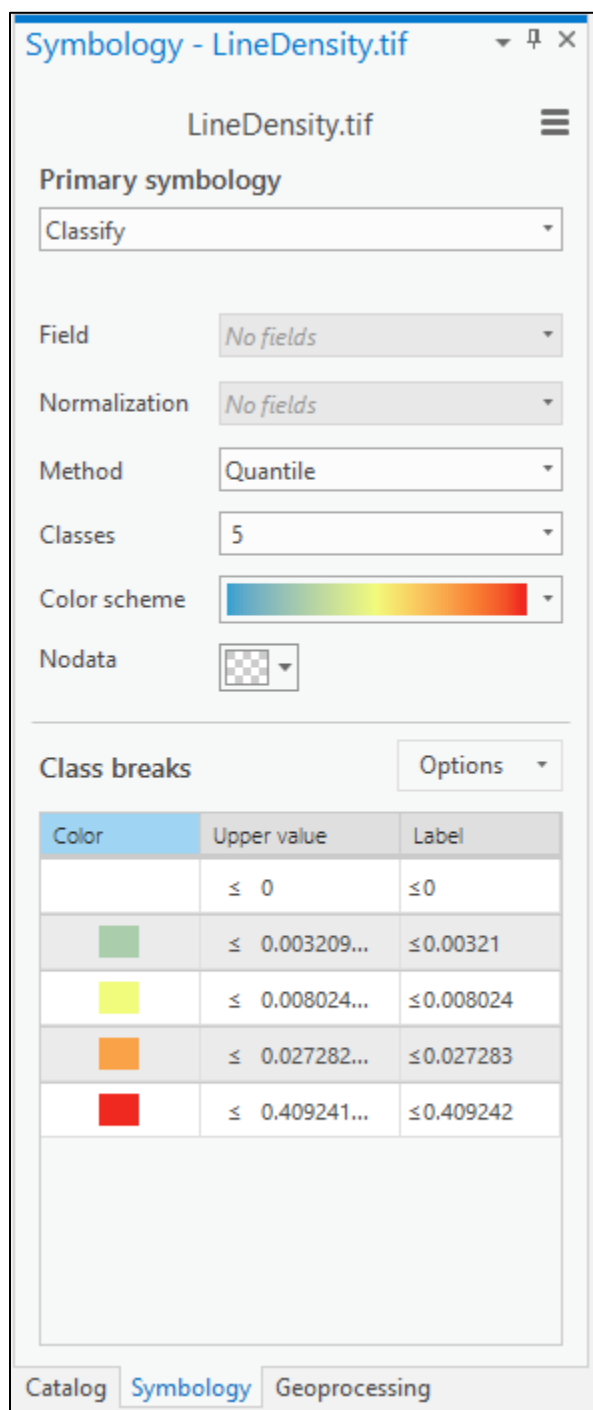 Symbology - LineDensity.tif
LineDensity.tif
Primary symbology
Classify
Field No fields
Normalization No fields
Method Quantile
Classes 5
Color scheme
Nodata
Class breaks Options
Color Upper value Label
≤ 0 ≤0
≤ 0.003209... ≤0.00321
≤ 0.008024... ≤0.008024
≤ 0.027282... ≤0.027283
≤ 0.409241... ≤0.409242
Catalog Symbology Geoprocessing